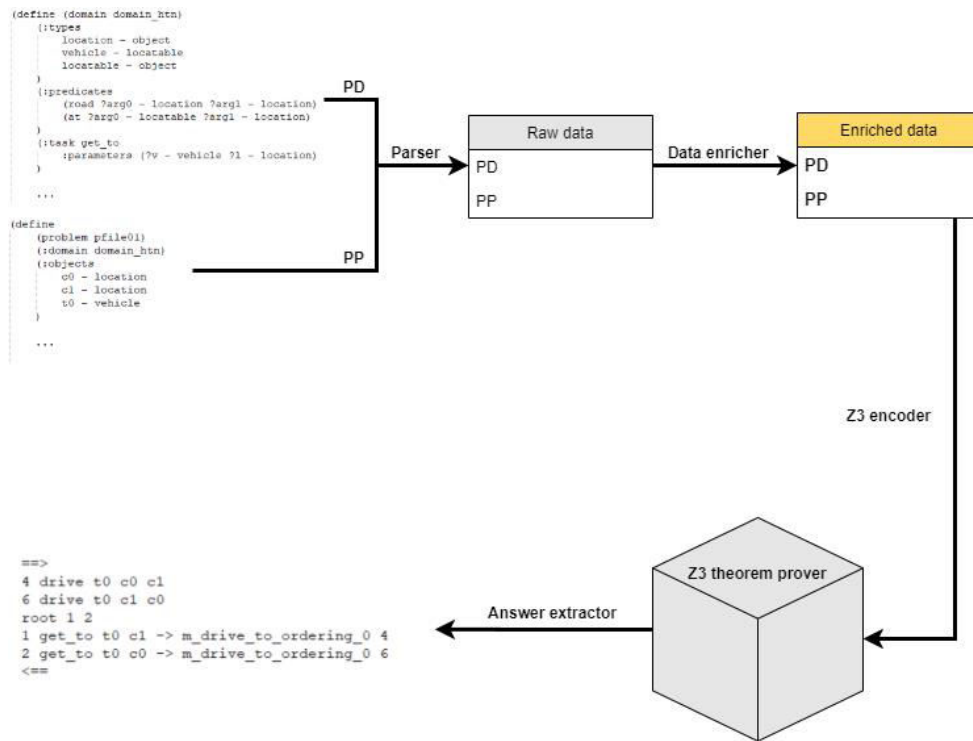 (define (domain domain_htn)
(:types
location - object
vehicle - locatable
locatable - object
)
(:predicates
(road ?arg0 - location ?arg1 - location)
(at ?arg0 - locatable ?arg1 - location)
)
(:task get_to
:parameters (?v - vehicle ?l - location)
)
...
PD
(define
(problem pfile01)
(:domain domain_htn)
(:objects
c0 - location
c1 - location
t0 - vehicle
)
...
PP
Parser
Raw data
PD
PP
Data enricher
Enriched data
PD
PP
Z3 encoder
Z3 theorem prover
Answer extractor
==>
4 drive t0 c0 c1
6 drive t0 c1 c0
root 1 2
1 get_to t0 c1 -> m_drive_to_ordering_0 4
2 get_to t0 c0 -> m_drive_to_ordering_0 6
<==